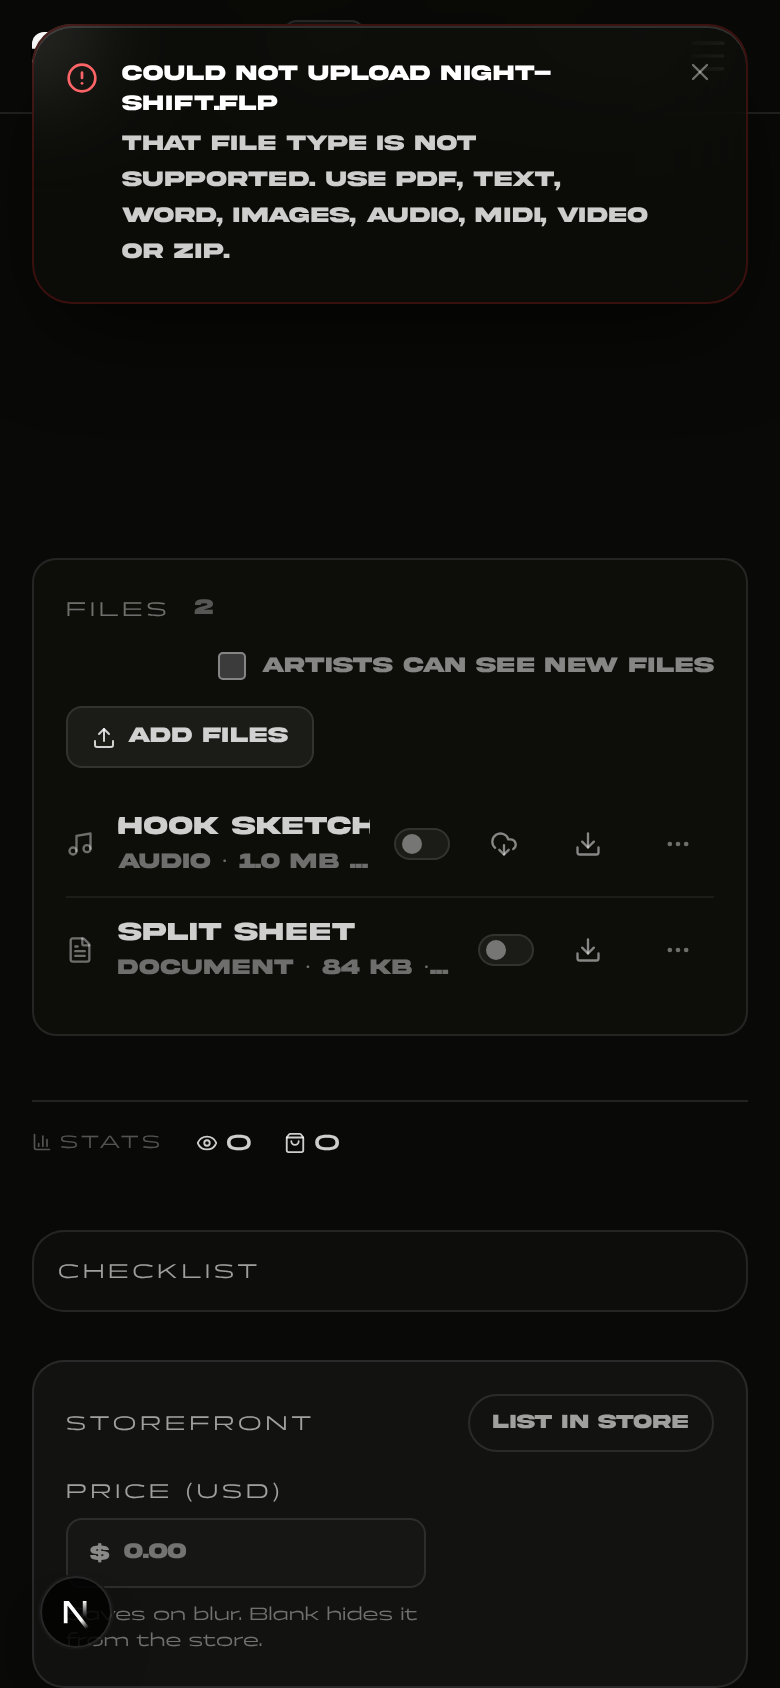 COULD NOT UPLOAD NIGHT-
SHIFT.FLP
THAT FILE TYPE IS NOT
SUPPORTED. USE PDF, TEXT,
WORD, IMAGES, AUDIO, MIDI, VIDEO
OR ZIP.
FILES 2
ARTISTS CAN SEE NEW FILES
ADD FILES
HOOK SKETCH
AUDIO · 1.0 MB ...
SPLIT SHEET
DOCUMENT · 84 KB ·...
STATS 0 0
CHECKLIST
STOREFRONT
LIST IN STORE
PRICE (USD)
$ 0.00
N
on blur. Blank hides it
the store.